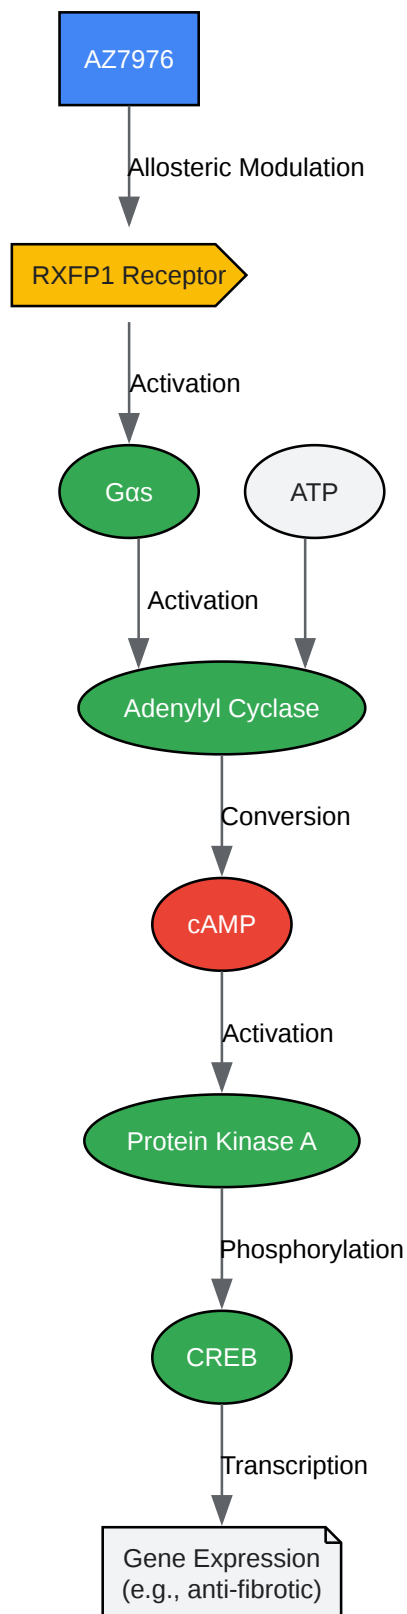 AZ7976
Allosteric Modulation
RXFP1 Receptor
Activation
Gαs
ATP
Activation
Adenylyl Cyclase
Conversion
cAMP
Activation
Protein Kinase A
Phosphorylation
CREB
Transcription
Gene Expression
(e.g., anti-fibrotic)